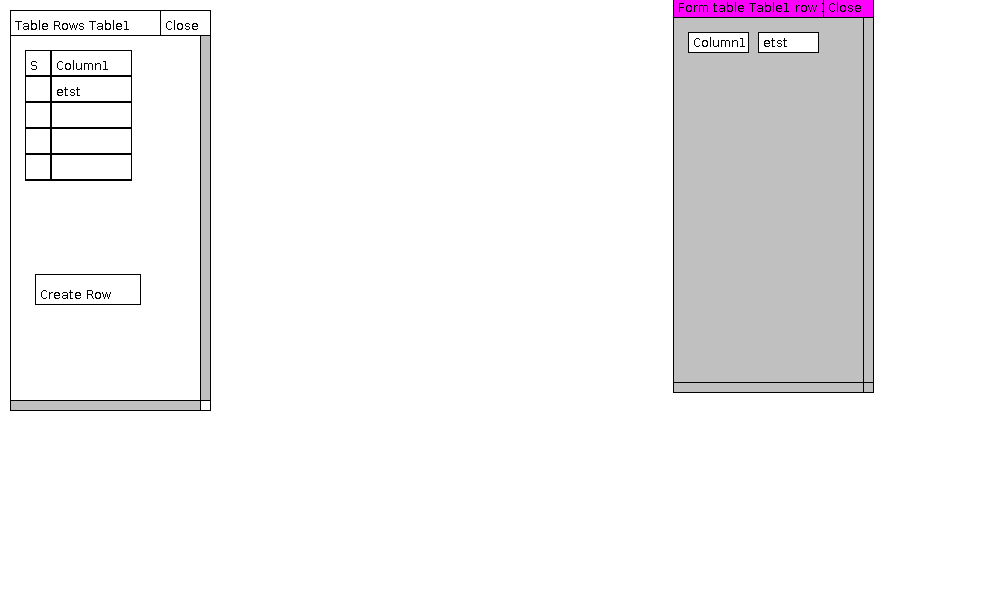 Table Rows Table1 Close
S Column1
etst
Create Row
Form table Table1 row Close
Column1 etst